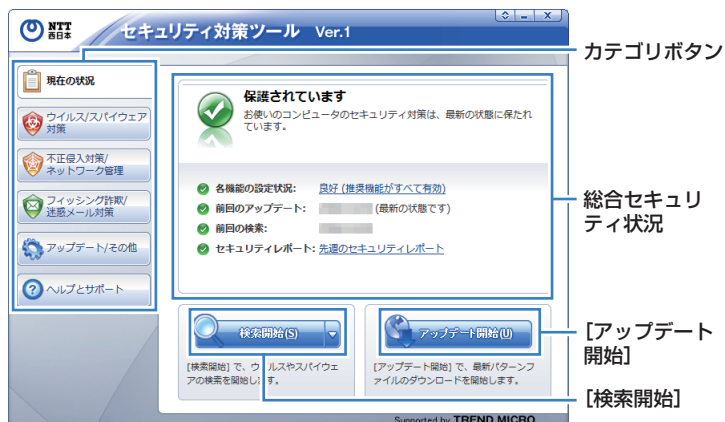 NTT
西日本
セキュリティ対策ツール Ver.1
現在の状況
ウイルス/スパイウェア
対策
不正侵入対策/
ネットワーク管理
フィッシング詐欺/
迷惑メール対策
アップデート/その他
ヘルプとサポート
保護されています
お使いのコンピュータのセキュリティ対策は、最新の状態に保たれ
ています。
各機能の設定状況: 良好 (推奨機能がすべて有効)
前回のアップデート: (最新の状態です)
前回の検索:
セキュリティレポート: 先週のセキュリティレポート
検索開始(S)
[検索開始] で、ウ ルスやスパイウェ
アの検索を開始します。
アップデート開始(U)
[アップデート開始] で、最新パターンフ
ァイルのダウンロードを開始します。
Supported by TREND MICRO
カテゴリボタン
総合セキュリ
ティ状況
[アップデート
開始]
[検索開始]